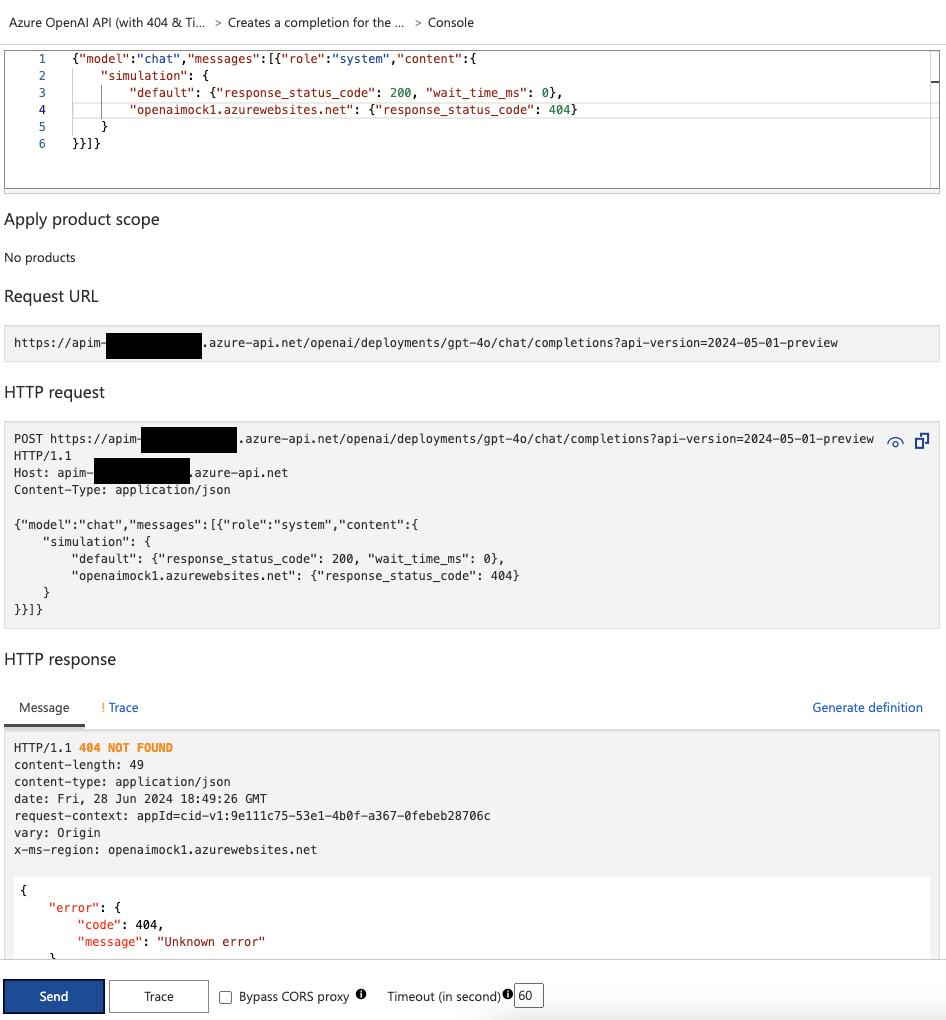 Azure OpenAI API (with 404 & Ti... > Creates a completion for the ... > Console
1 {"model":"chat","messages":[{"role":"system","content":{
2 "simulation": {
3 "default": {"response_status_code": 200, "wait_time_ms": 0},
4 "openaimock1.azurewebsites.net": {"response_status_code": 404}
5 }
6 }}]}
Apply product scope
No products
Request URL
https://apim-.azure-api.net/openai/deployments/gpt-4o/chat/completions?api-version=2024-05-01-preview
HTTP request
POST https://apim-.azure-api.net/openai/deployments/gpt-4o/chat/completions?api-version=2024-05-01-preview
HTTP/1.1
Host: apim-.azure-api.net
Content-Type: application/json
{"model":"chat","messages":[{"role":"system","content":{
"simulation": {
"default": {"response_status_code": 200, "wait_time_ms": 0},
"openaimock1.azurewebsites.net": {"response_status_code": 404}
}
}}]}
HTTP response
Message ! Trace Generate definition
HTTP/1.1 404 NOT FOUND
content-length: 49
content-type: application/json
date: Fri, 28 Jun 2024 18:49:26 GMT
request-context: appId=cid-v1:9e111c75-53e1-4b0f-a367-0febeb28706c
vary: Origin
x-ms-region: openaimock1.azurewebsites.net
{
"error": {
"code": 404,
"message": "Unknown error"
}
Send Trace Bypass CORS proxy Timeout (in second) 60